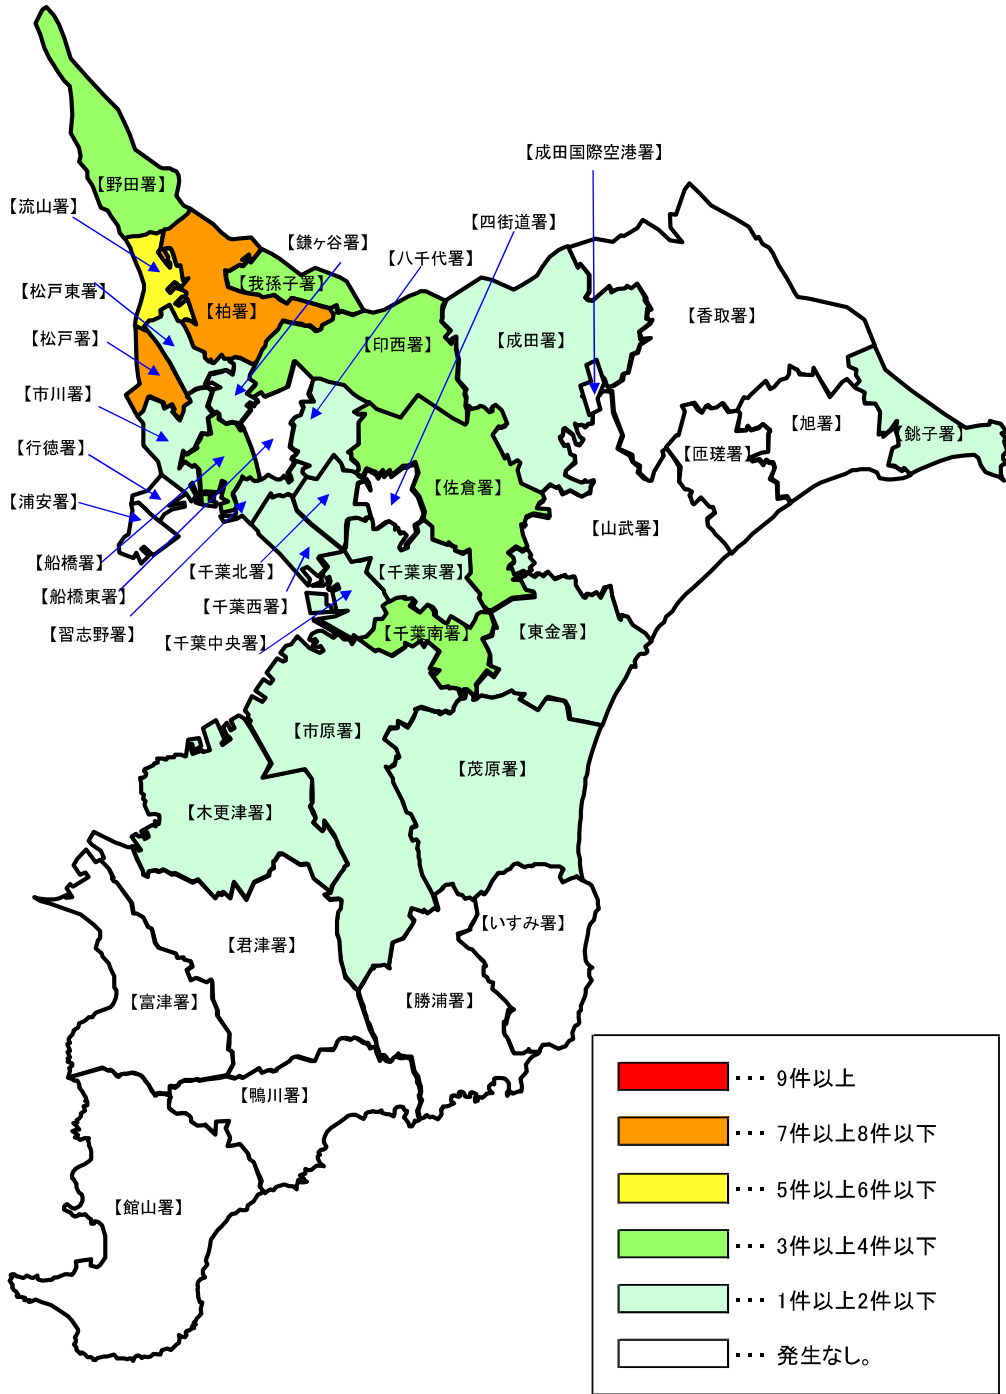 【成田国際空港署】
【野田署】
【流山署】
【四街道署】
【鎌ヶ谷署】
【八千代署】
【我孫子署】
【松戸東署】
【柏署】
【香取署】
【松戸署】
【印西署】
【成田署】
【市川署】
【旭署】
【銚子署】
【行徳署】
【匝瑳署】
【浦安署】
【佐倉署】
【山武署】
【船橋署】
【千葉北署】
【千葉東署】
【船橋東署】
【千葉西署】
【習志野署】
【千葉中央署】
【千葉南署】
【東金署】
【市原署】
【茂原署】
【木更津署】
【いすみ署】
【君津署】
【富津署】
【勝浦署】
【鴨川署】
【館山署】
・・・ 9件以上
・・・ 7件以上8件以下
・・・ 5件以上6件以下
・・・ 3件以上4件以下
・・・ 1件以上2件以下
・・・ 発生なし。